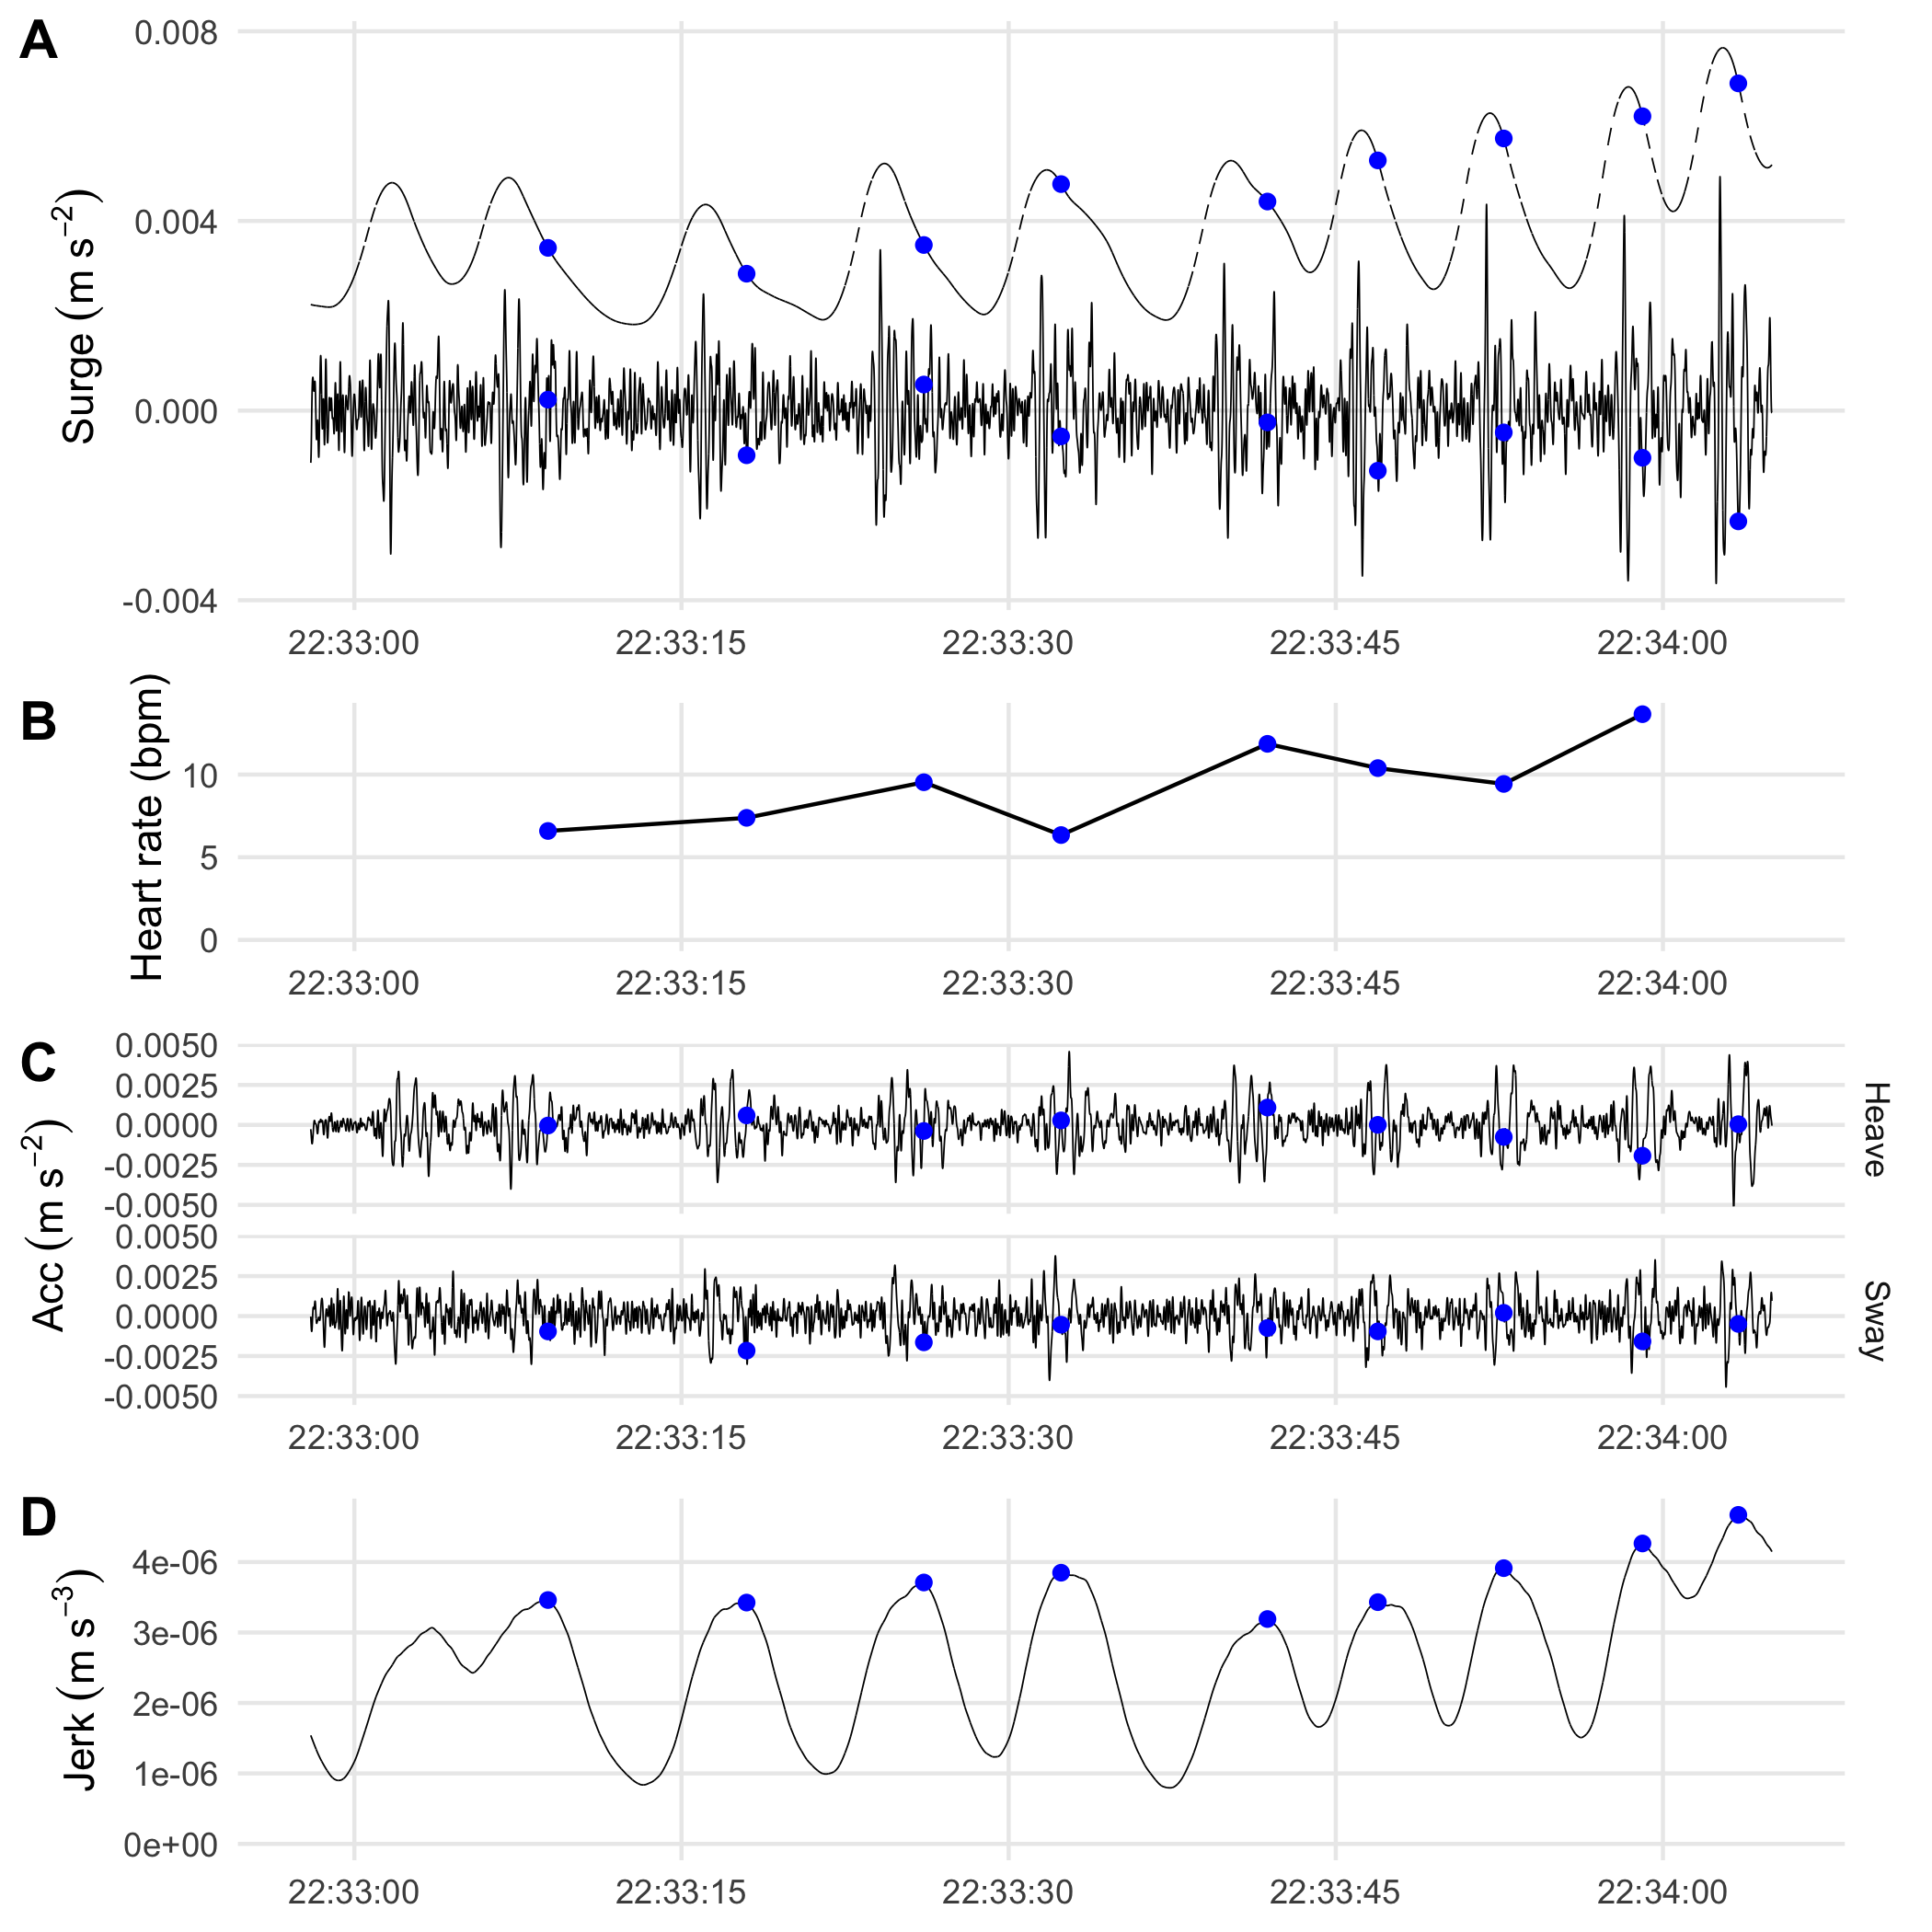 A
Surge (m s−2)
0.008
0.004
0.000
-0.004
22:33:00 22:33:15 22:33:30 22:33:45 22:34:00
B
Heart rate (bpm)
10
5
0
22:33:00 22:33:15 22:33:30 22:33:45 22:34:00
C
Acc (m s−2)
0.0050
0.0025
0.0000
-0.0025
-0.0050
Heave
0.0050
0.0025
0.0000
-0.0025
-0.0050
Sway
22:33:00 22:33:15 22:33:30 22:33:45 22:34:00
D
Jerk (m s−3)
4e-06
3e-06
2e-06
1e-06
0e+00
22:33:00 22:33:15 22:33:30 22:33:45 22:34:00